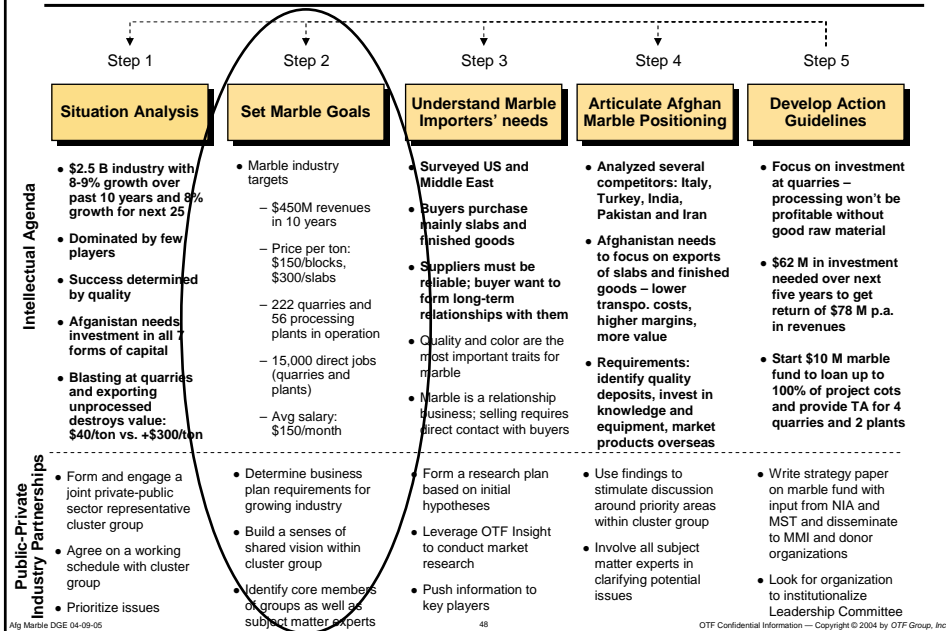 Step 1
Step 2
Step 3
Step 4
Step 5
Situation Analysis
Set Marble Goals
Understand Marble
Importers' needs
Articulate Afghan
Marble Positioning
Develop Action
Guidelines
Intellectual Agenda
• $2.5 B industry with
8-9% growth over
past 10 years and 8%
growth for next 25
• Dominated by few
players
• Success determined
by quality
• Afganistan needs
investment in all 7
forms of capital
• Blasting at quarries
and exporting
unprocessed
destroys value:
$40/ton vs. +$300/ton
• Marble industry
targets
– $450M revenues
in 10 years
– Price per ton:
$150/blocks,
$300/slabs
– 222 quarries and
56 processing
plants in operation
– 15,000 direct jobs
(quarries and
plants)
– Avg salary:
$150/month
• Surveyed US and
Middle East
• Buyers purchase
mainly slabs and
finished goods
• Suppliers must be
reliable; buyer want to
form long-term
relationships with them
• Quality and color are the
most important traits for
marble
• Marble is a relationship
business; selling requires
direct contact with buyers
• Analyzed several
competitors: Italy,
Turkey, India,
Pakistan and Iran
• Afghanistan needs
to focus on exports
of slabs and finished
goods – lower
transpo. costs,
higher margins,
more value
• Requirements:
identify quality
deposits, invest in
knowledge and
equipment, market
products overseas
• Focus on investment
at quarries –
processing won't be
profitable without
good raw material
• $62 M in investment
needed over next
five years to get
return of $78 M p.a.
in revenues
• Start $10 M marble
fund to loan up to
100% of project cots
and provide TA for 4
quarries and 2 plants
Public-Private
Industry Partnerships
• Form and engage a
joint private-public
sector representative
cluster group
• Agree on a working
schedule with cluster
group
• Prioritize issues
• Determine business
plan requirements for
growing industry
• Build a senses of
shared vision within
cluster group
• Identify core members
of groups as well as
subject matter experts
• Form a research plan
based on initial
hypotheses
• Leverage OTF Insight
to conduct market
research
• Push information to
key players
• Use findings to
stimulate discussion
around priority areas
within cluster group
• Involve all subject
matter experts in
clarifying potential
issues
• Write strategy paper
on marble fund with
input from NIA and
MST and disseminate
to MMI and donor
organizations
• Look for organization
to institutionalize
Leadership Committee
Afg Marble DGE 04-09-05
48
OTF Confidential Information — Copyright © 2004 by OTF Group, Inc